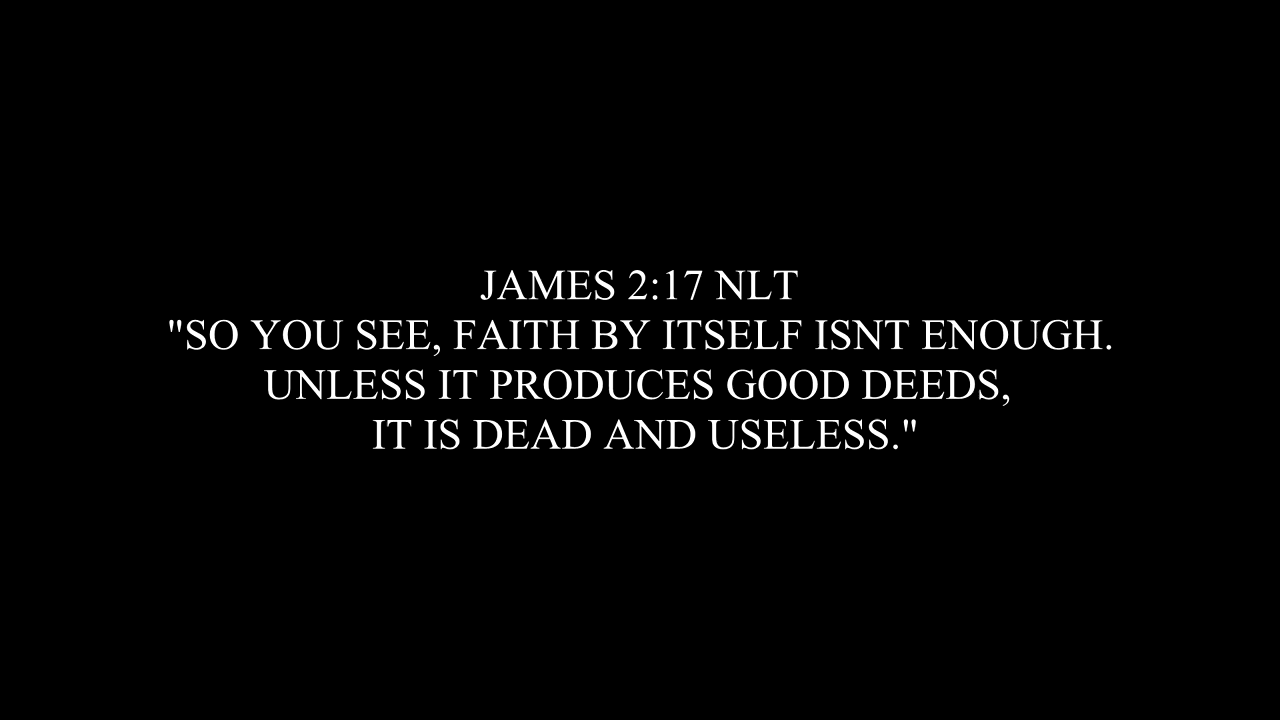 JAMES 2:17 NLT
"SO YOU SEE, FAITH BY ITSELF ISNT ENOUGH.
UNLESS IT PRODUCES GOOD DEEDS,
IT IS DEAD AND USELESS."